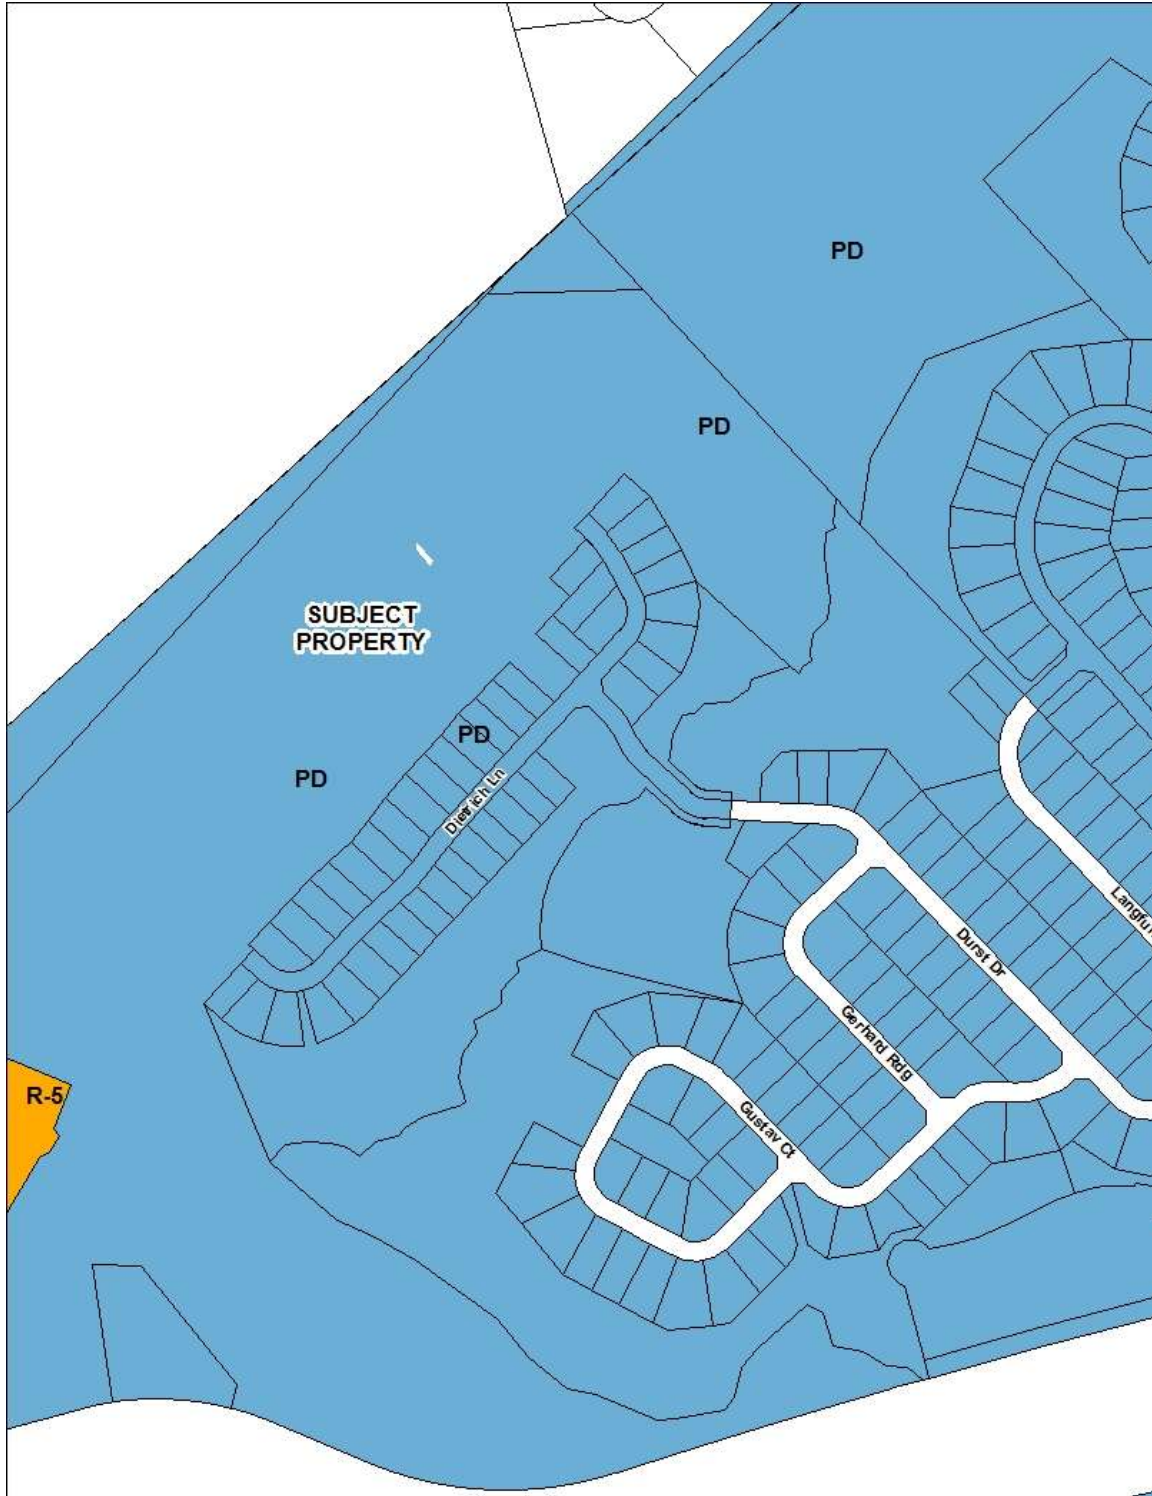 PD
PD
SUBJECT
PROPERTY
PD
PD
Dietrich Ln
Durst Dr
Gerhard Rdg
Gustav Ct
R-5